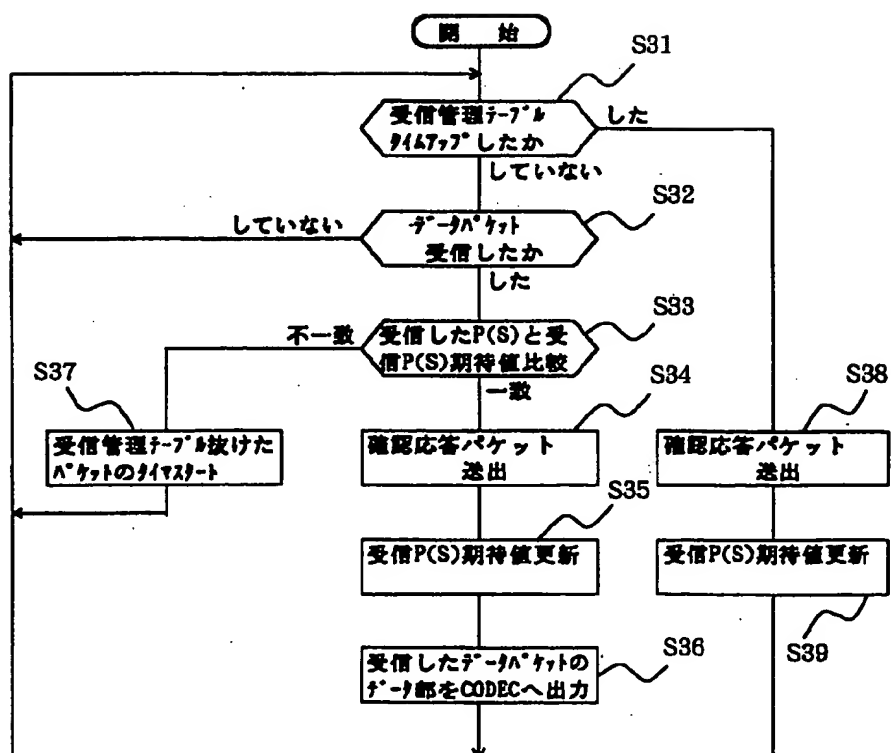 開 始
S31
受信管理テーブル
タイムアップしたか
した
していない
S32
データパケット
受信したか
していない
した
S33
受信したP(S)と受
信P(S)期待値比較
不一致
一致
S37
受信管理テーブル抜けた
パケットのタイマスタート
S34
確認応答パケット
送出
S38
確認応答パケット
送出
S35
受信P(S)期待値更新
受信P(S)期待値更新
S39
S36
受信したデータパケットの
データ部をCODECへ出力